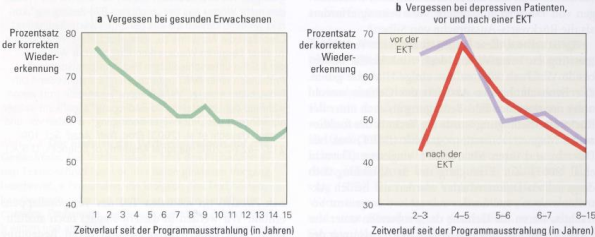 a Vergessen bei gesunden Erwachsenen
Prozentsatz
der korrekten
Wieder-
erkennung
80
70
60
50
40
1 2 3 4 5 6 7 8 9 10 11 12 13 14 15
Zeitverlauf seit der Programmausstrahlung (in Jahren)
b Vergessen bei depressiven Patienten,
vor und nach einer EKT
Prozentsatz
der korrekten
Wieder-
erkennung
70
60
50
40
30
vor der
EKT
nach der
EKT
2–3 4–5 5–6 6–7 8–15
Zeitverlauf seit der Programmausstrahlung (in Jahren)